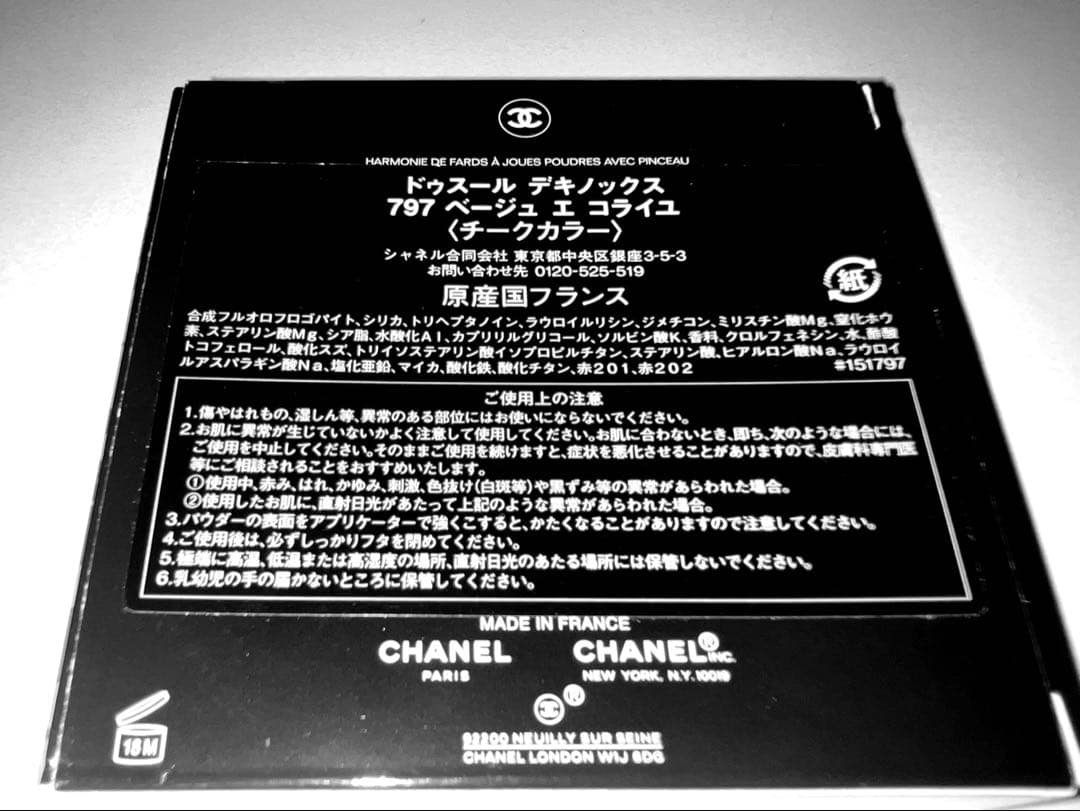 HARMONIE DE FARDS À JOUES POUDRES AVEC PINCEAU
ドゥスール デキノックス
797 ベージュ エ コライユ
〈チークカラー〉
シャネル合同会社 東京都中央区銀座3-5-3
お問い合わせ先 0120-525-519
原産国フランス
紙
合成フルオロフロゴパイト、シリカ、トリヘプタノイン、ラウロイルリシン、ジメチコン、ミリスチン酸Mg、窒化ホウ
素、ステアリン酸Mg、シア脂、水酸化Al、カプリリルグリコール、ソルビン酸K、香料、クロルフェネシン、水、酢酸
トコフェロール、酸化スズ、トリイソステアリン酸イソプロピルチタン、ステアリン酸、ヒアルロン酸Na、ラウロイ
ルアスパラギン酸Na、塩化亜鉛、マイカ、酸化鉄、酸化チタン、赤201、赤202
#151797
ご使用上の注意
1.傷やはれもの、湿しん等、異常のある部位にはお使いにならないでください。
2.お肌に異常が生じていないかよく注意して使用してください。お肌に合わないとき、即ち、次のような場合には、
ご使用を中止してください。そのままご使用を続けますと、症状を悪化させることがありますので、皮膚科専門医
等にご相談されることをおすすめいたします。
①使用中、赤み、はれ、かゆみ、刺激、色抜け(白斑等)や黒ずみ等の異常があらわれた場合。
②使用したお肌に、直射日光があたって上記のような異常があらわれた場合。
3.パウダーの表面をアプリケーターで強くこすると、かたくなることがありますので注意してください。
4.ご使用後は、必ずしっかりフタを閉めてください。
5.極端に高温、低温または高湿度の場所、直射日光のあたる場所には保管しないでください。
6.乳幼児の手の届かないところに保管してください。
MADE IN FRANCE
CHANEL CHANEL® INC.
PARIS NEW YORK, N.Y. 10019
®
18M
92200 NEUILLY SUR SEINE
CHANEL LONDON W1J 6DG